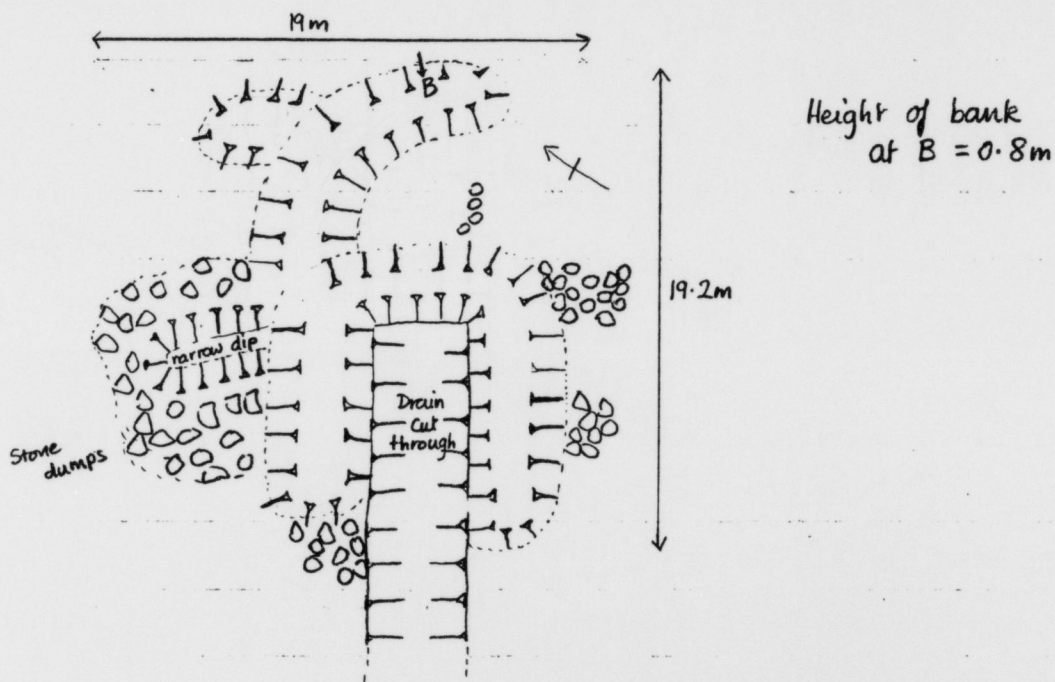 19m
B
Height of bank
at B = 0.8m
19.2m
narrow dip
Drain
cut
through
Stone
dumps